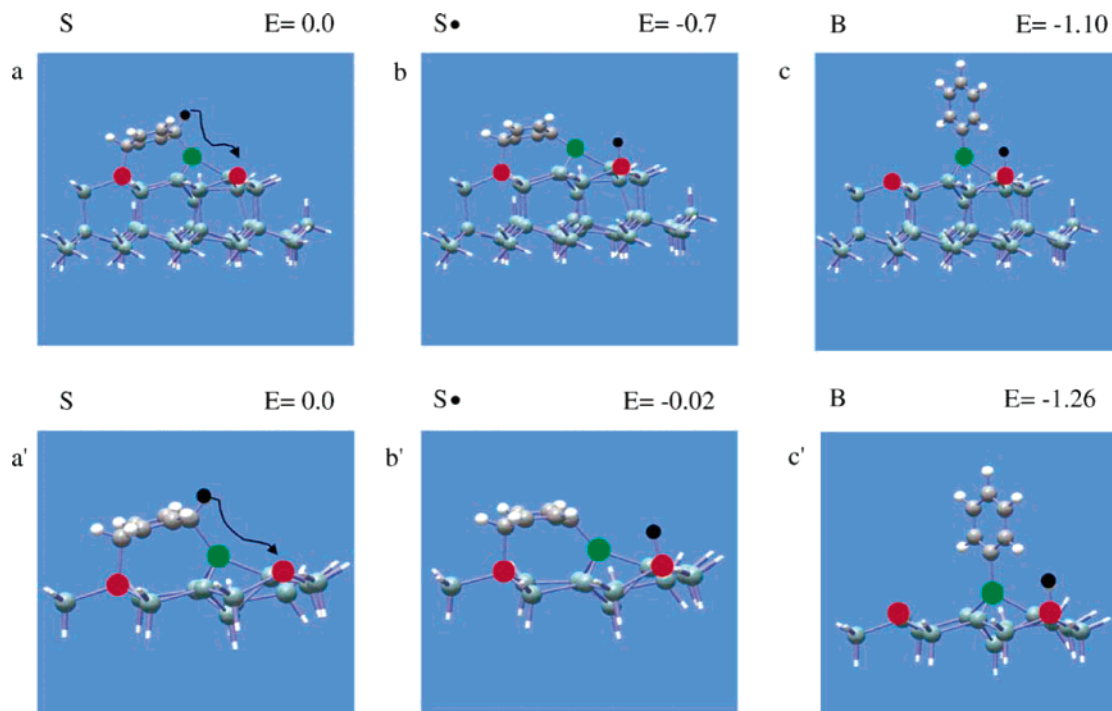 S E= 0.0 S• E= -0.7 B E= -1.10
a b c
S E= 0.0 S• E= -0.02 B E= -1.26
a' b' c'